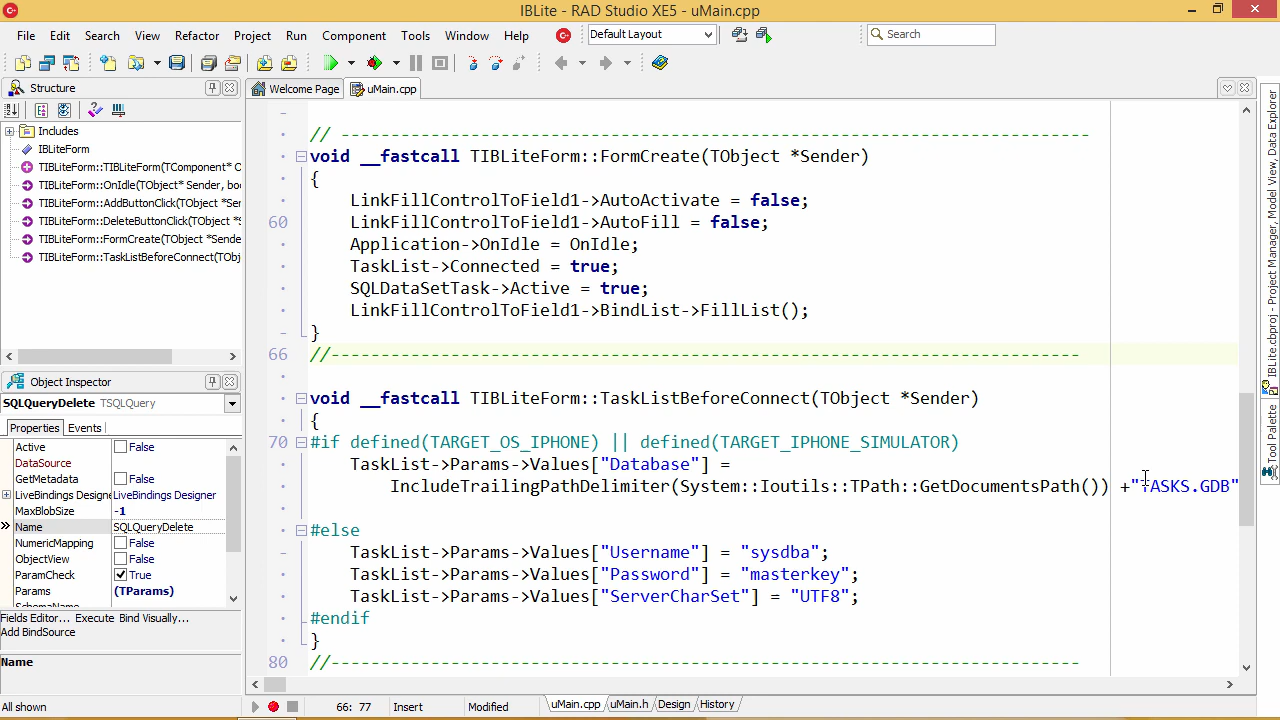 IBLite - RAD Studio XE5 - uMain.cpp
File Edit Search View Refactor Project Run Component Tools Window Help
Default Layout
Search
Structure
Welcome Page
uMain.cpp
Includes
IBLiteForm
TIBLiteForm::TIBLiteForm(TComponent* O
TIBLiteForm::OnIdle(TObject* Sender, boo
TIBLiteForm::AddButtonClick(TObject *Se
TIBLiteForm::DeleteButtonClick(TObject *S
TIBLiteForm::FormCreate(TObject *Sende
TIBLiteForm::TaskListBeforeConnect(TObj
Object Inspector
SQLQueryDelete TSQLQuery
Properties Events
Active False
DataSource
GetMetadata False
LiveBindings Designe LiveBindings Designer
MaxBlobSize -1
Name SQLQueryDelete
NumericMapping False
ObjectView False
ParamCheck True
Params (TParams)
SchemaName
Fields Editor... Execute Bind Visually...
Add BindSource
Name
All shown
// ---------------------------------------------------------------------------
void __fastcall TIBLiteForm::FormCreate(TObject *Sender)
{
LinkFillControlToField1->AutoActivate = false;
60 LinkFillControlToField1->AutoFill = false;
Application->OnIdle = OnIdle;
TaskList->Connected = true;
SQLDataSetTask->Active = true;
LinkFillControlToField1->BindList->FillList();
}
66 //---------------------------------------------------------------------------
void __fastcall TIBLiteForm::TaskListBeforeConnect(TObject *Sender)
{
70 #if defined(TARGET_OS_IPHONE) || defined(TARGET_IPHONE_SIMULATOR)
TaskList->Params->Values["Database"] =
IncludeTrailingPathDelimiter(System::Ioutils::TPath::GetDocumentsPath()) +"TASKS.GDB"
#else
TaskList->Params->Values["Username"] = "sysdba";
TaskList->Params->Values["Password"] = "masterkey";
TaskList->Params->Values["ServerCharSet"] = "UTF8";
#endif
}
80 //---------------------------------------------------------------------------
66: 77 Insert Modified
uMain.cpp uMain.h Design History
IBLite.cbproj - Project Manager, Model View, Data Explorer
Tool Palette